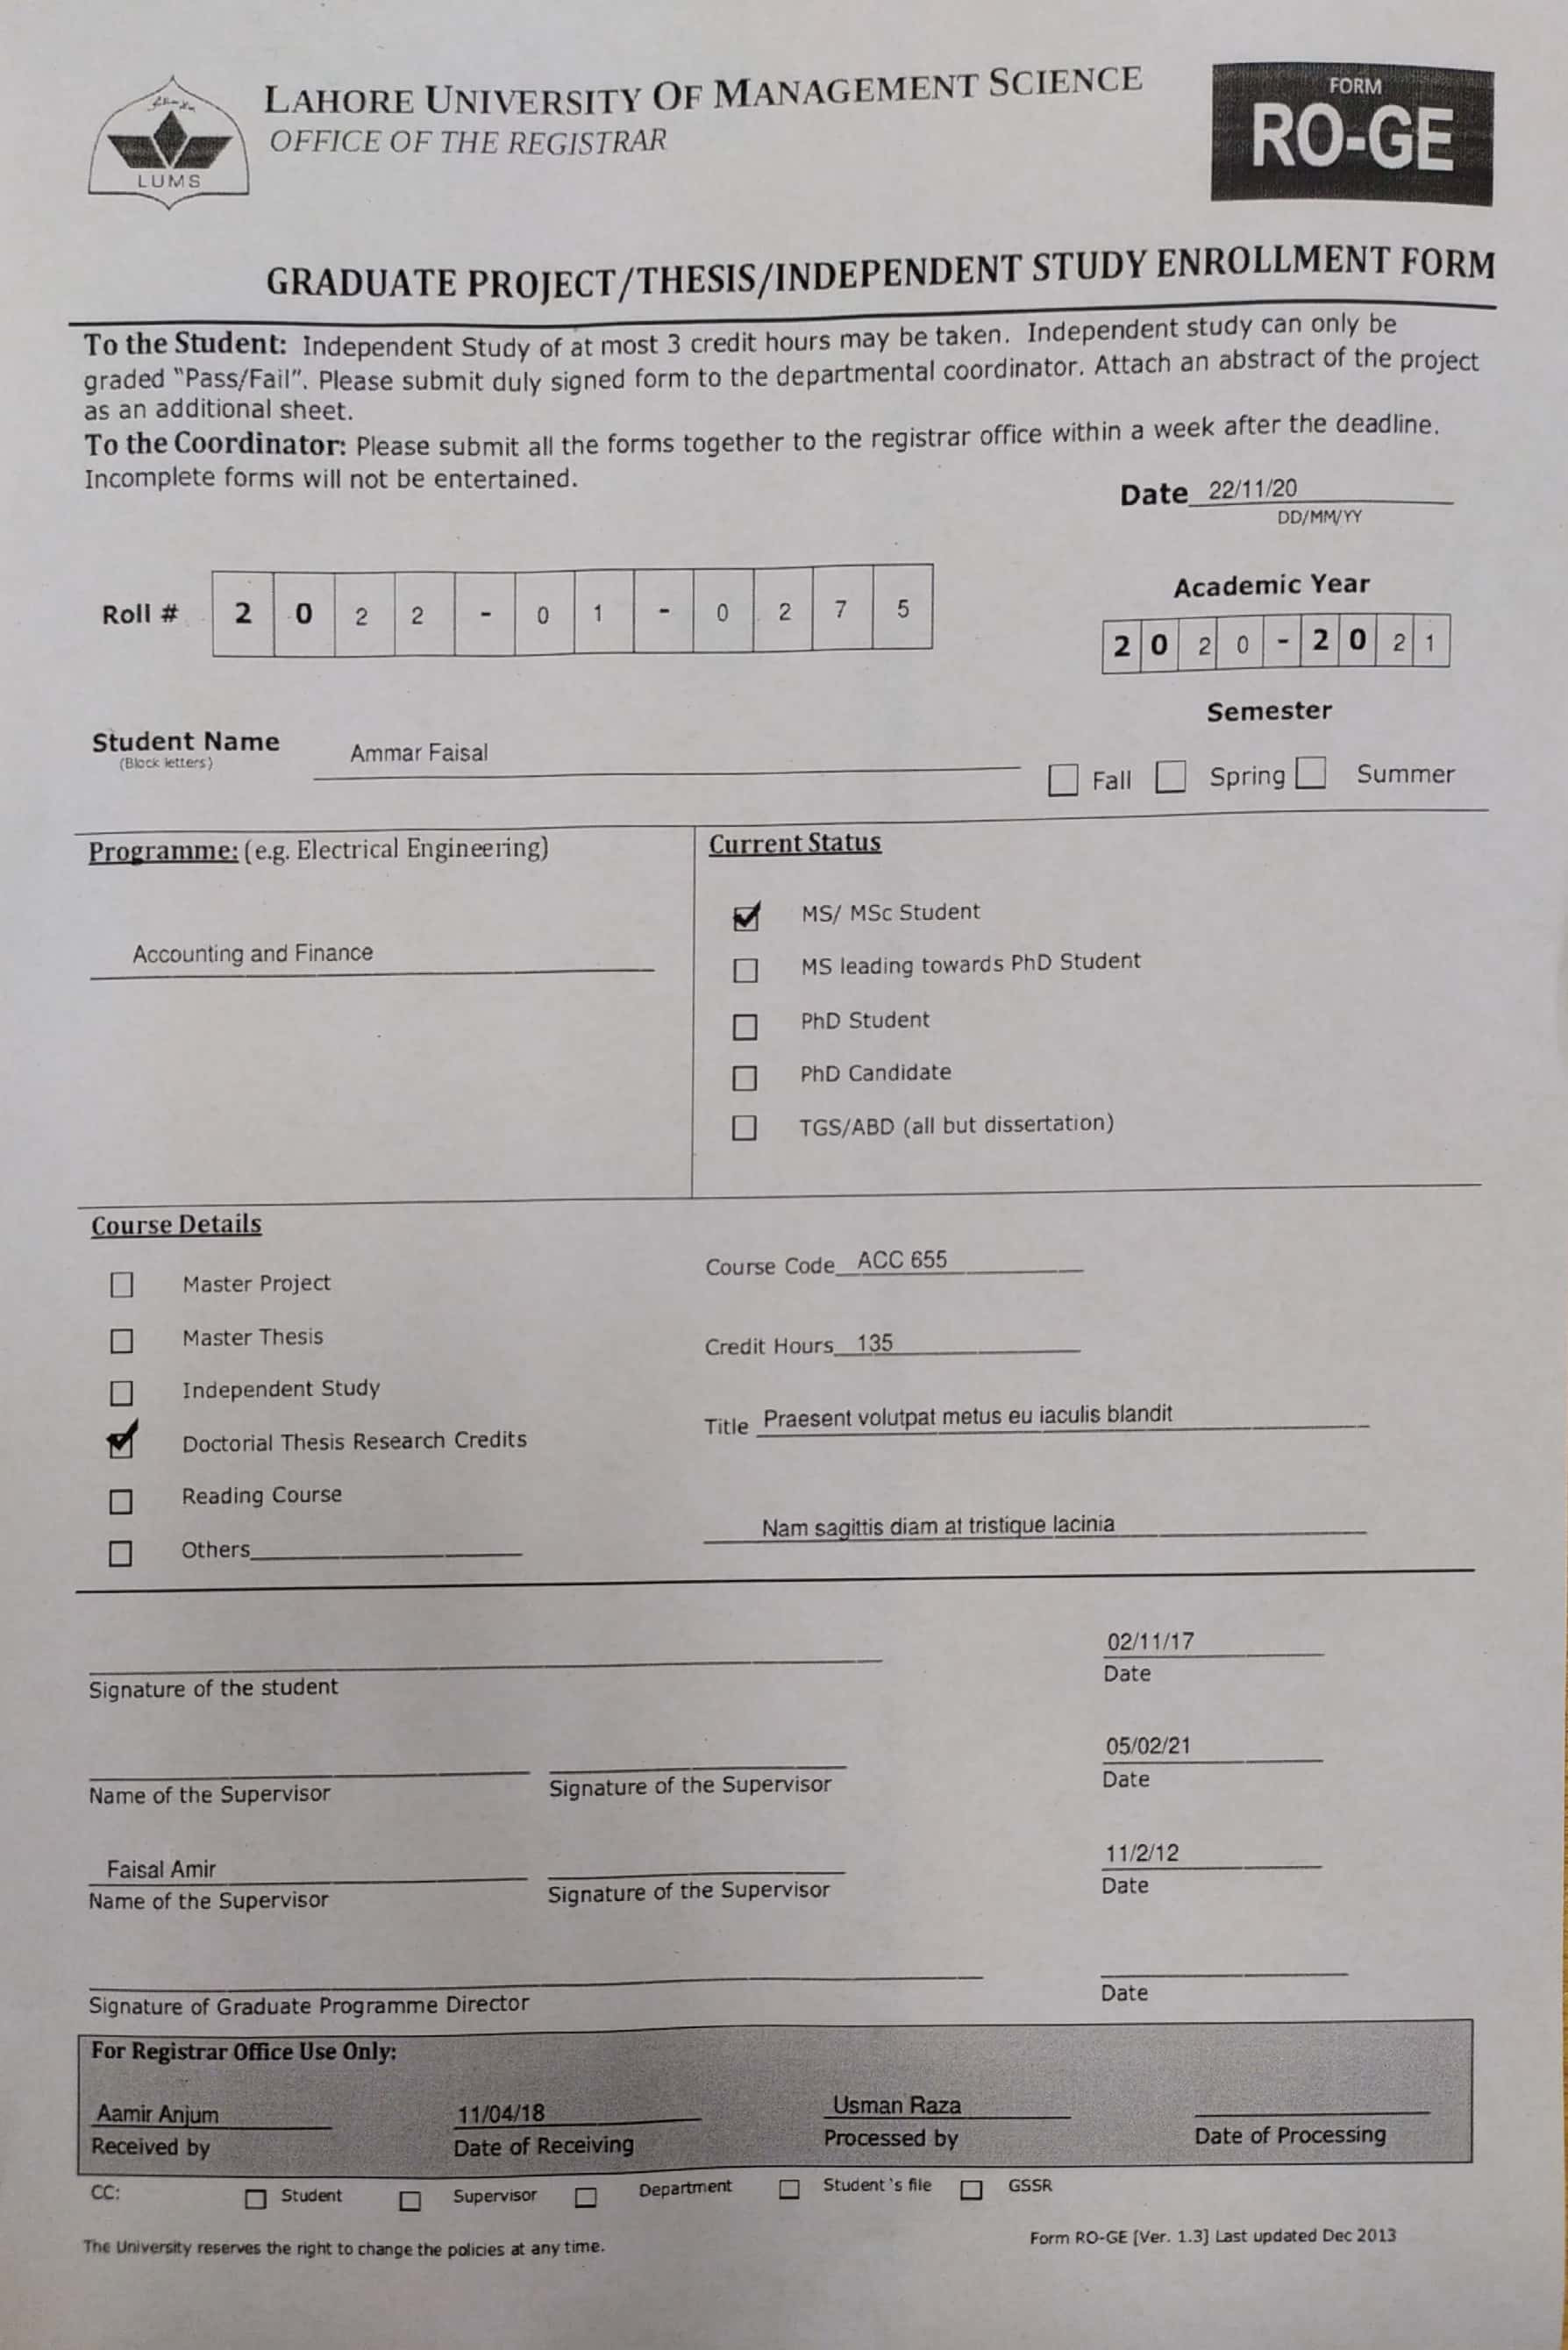 LAHORE UNIVERSITY OF MANAGEMENT SCIENCE
OFFICE OF THE REGISTRAR
LUMS
FORM
RO-GE
GRADUATE PROJECT/THESIS/INDEPENDENT STUDY ENROLLMENT FORM
To the Student: Independent Study of at most 3 credit hours may be taken. Independent study can only be
graded "Pass/Fail". Please submit duly signed form to the departmental coordinator. Attach an abstract of the project
as an additional sheet.
To the Coordinator: Please submit all the forms together to the registrar office within a week after the deadline.
Incomplete forms will not be entertained.
Date 22/11/20
DD/MM/YY
Roll # 2 0 2 2 - 0 1 - 0 2 7 5
Academic Year
2 0 2 0 - 2 0 2 1
Semester
Student Name Ammar Faisal
(Block letters)
Fall Spring Summer
Programme: (e.g. Electrical Engineering)
Accounting and Finance
Current Status
MS/ MSc Student
MS leading towards PhD Student
PhD Student
PhD Candidate
TGS/ABD (all but dissertation)
Course Details
Master Project
Master Thesis
Independent Study
Doctorial Thesis Research Credits
Reading Course
Others
Course Code ACC 655
Credit Hours 135
Title Praesent volutpat metus eu iaculis blandit
Nam sagittis diam at tristique lacinia
02/11/17
Signature of the student Date
05/02/21
Name of the Supervisor Signature of the Supervisor Date
Faisal Amir 11/2/12
Name of the Supervisor Signature of the Supervisor Date
Signature of Graduate Programme Director Date
For Registrar Office Use Only:
Aamir Anjum 11/04/18 Usman Raza
Received by Date of Receiving Processed by Date of Processing
CC: Student Supervisor Department Student's file GSSR
The University reserves the right to change the policies at any time.
Form RO-GE [Ver. 1.3] Last updated Dec 2013